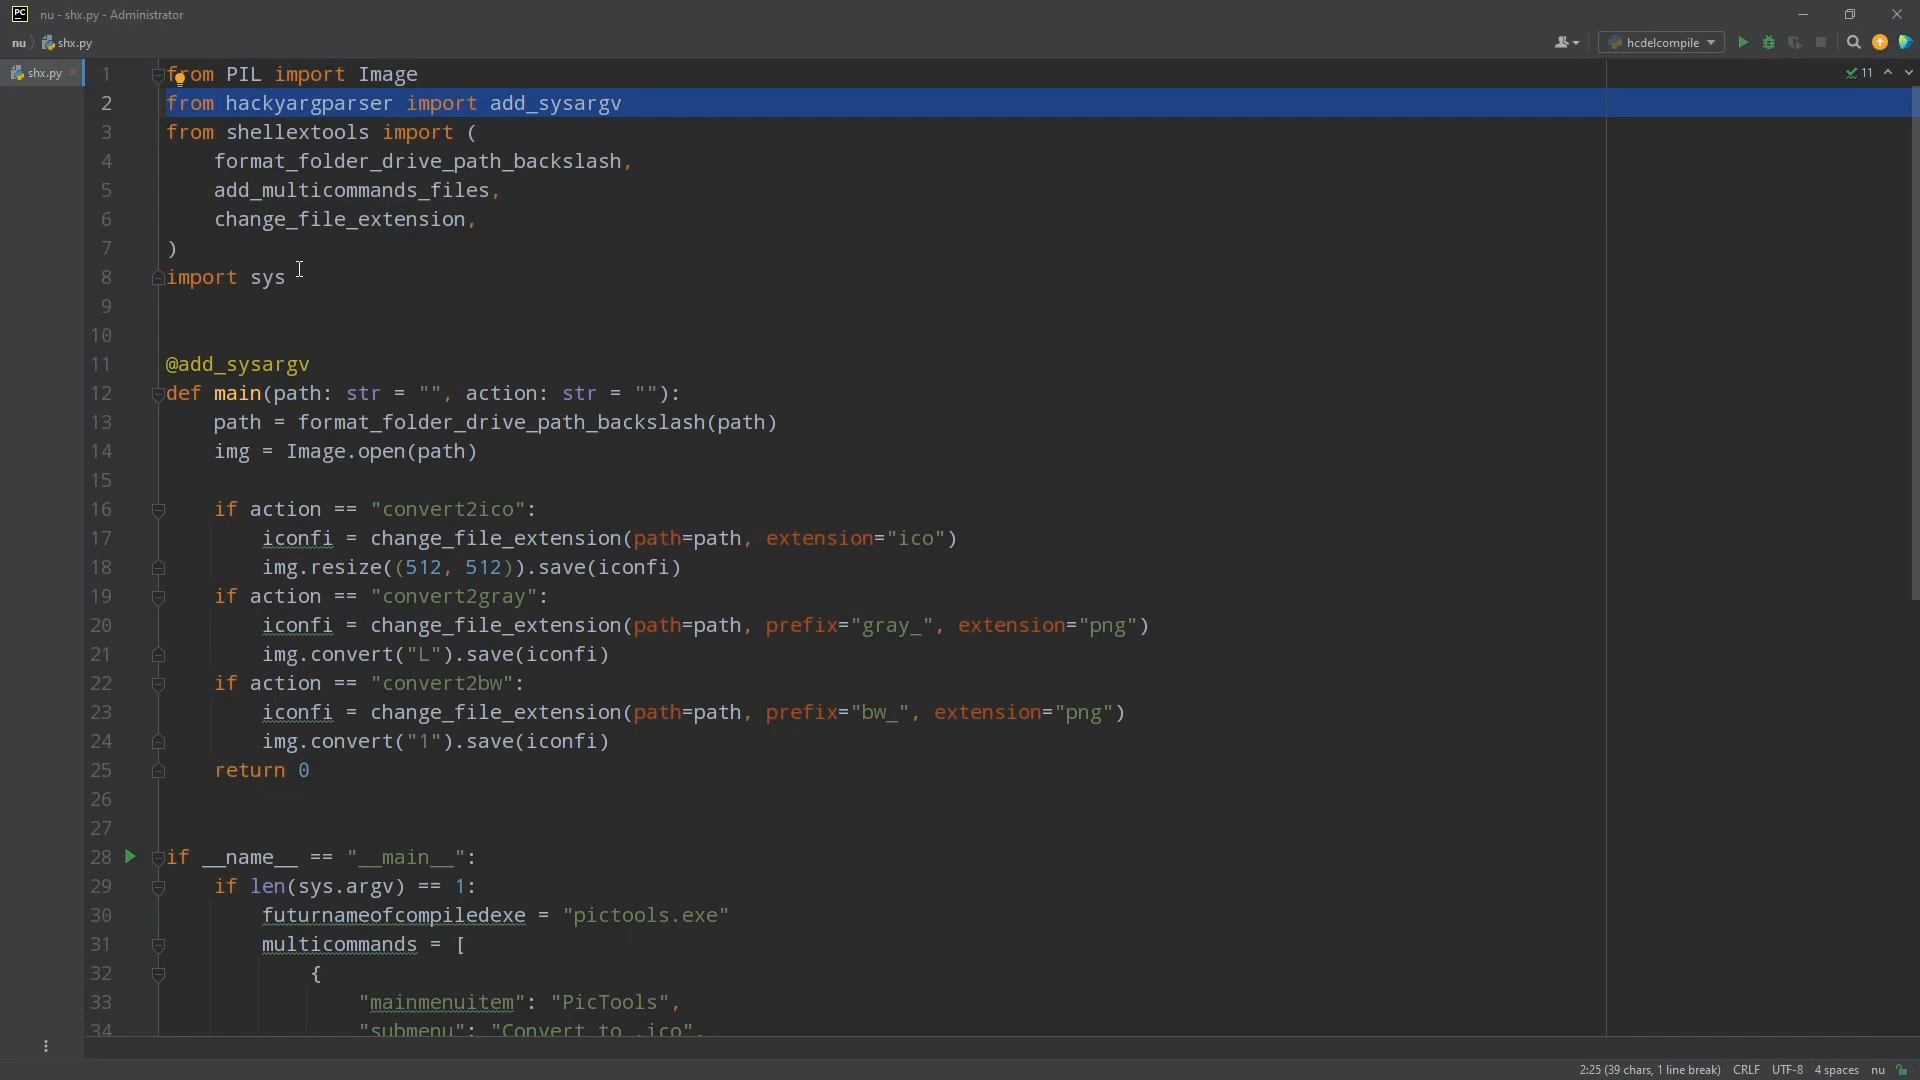 nu - shx.py - Administrator
nu shx.py hcdelcompile
shx.py
11
1 from PIL import Image
2 from hackyargparser import add_sysargv
3 from shellextools import (
4 format_folder_drive_path_backslash,
5 add_multicommands_files,
6 change_file_extension,
7 )
8 import sys
9
10
11 @add_sysargv
12 def main(path: str = "", action: str = ""):
13 path = format_folder_drive_path_backslash(path)
14 img = Image.open(path)
15
16 if action == "convert2ico":
17 iconfi = change_file_extension(path=path, extension="ico")
18 img.resize((512, 512)).save(iconfi)
19 if action == "convert2gray":
20 iconfi = change_file_extension(path=path, prefix="gray_", extension="png")
21 img.convert("L").save(iconfi)
22 if action == "convert2bw":
23 iconfi = change_file_extension(path=path, prefix="bw_", extension="png")
24 img.convert("1").save(iconfi)
25 return 0
26
27
28 if __name__ == "__main__":
29 if len(sys.argv) == 1:
30 futurnameofcompiledexe = "pictools.exe"
31 multicommands = [
32 {
33 "mainmenuitem": "PicTools",
34 "submenu": "Convert to .ico",
2:25 (39 chars, 1 line break) CRLF UTF-8 4 spaces nu